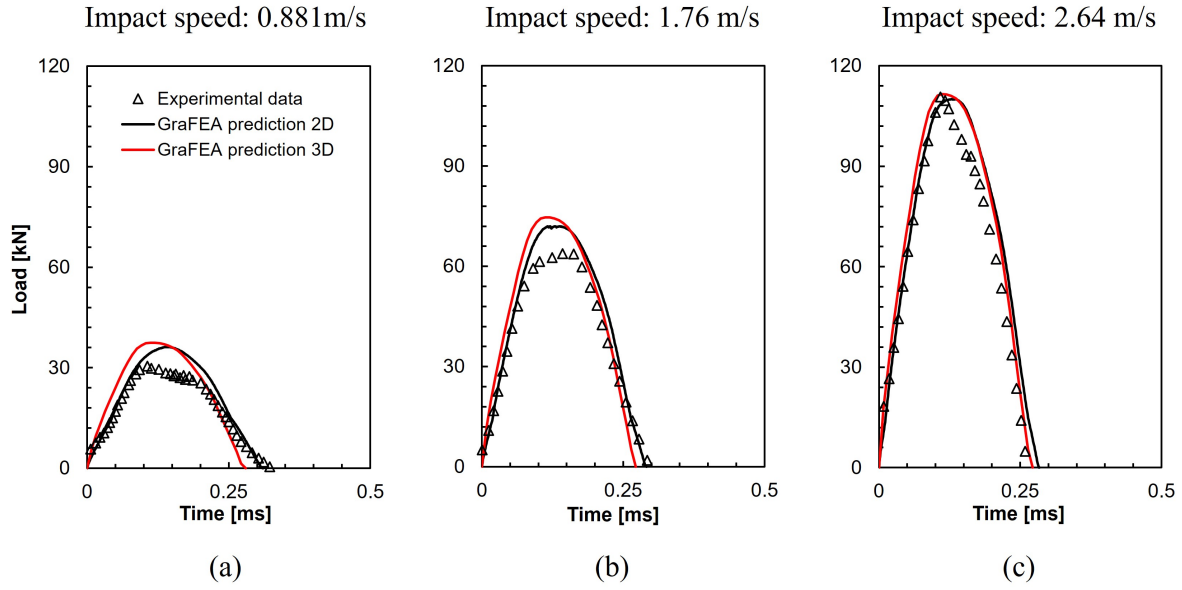 Impact speed: 0.881m/s
Impact speed: 1.76 m/s
Impact speed: 2.64 m/s
120
90
60
30
0
0
0.25
0.5
Load [kN]
Time [ms]
Experimental data
GraFEA prediction 2D
GraFEA prediction 3D
(a)
120
90
60
30
0
0
0.25
0.5
Time [ms]
(b)
120
90
60
30
0
0
0.25
0.5
Time [ms]
(c)